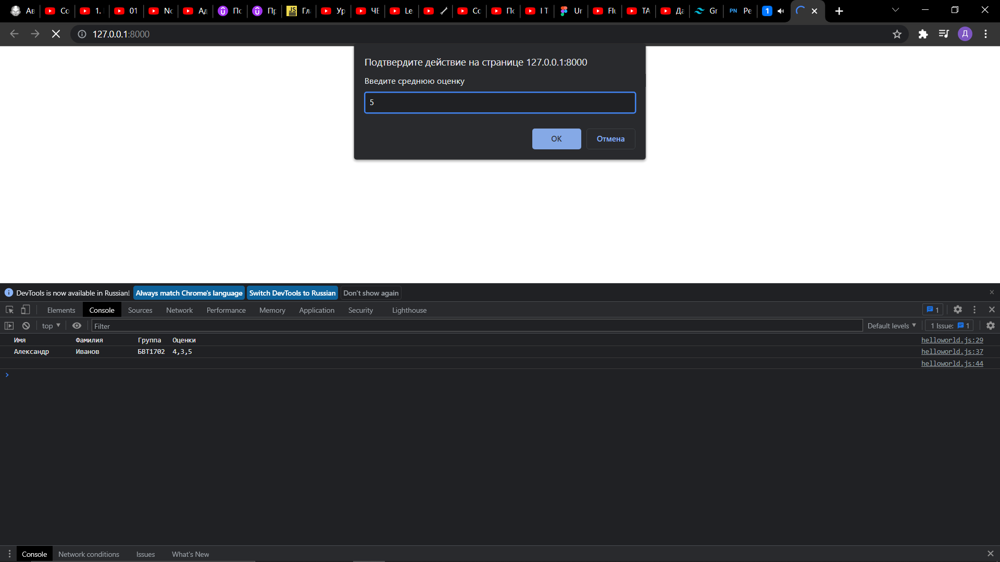 Ав Cc 1. 01 Nc Ад Пс Пр Гл Ур ЧЕ Le Cc Пс I T Ur Flu TA Да Gr PN Pe 1
127.0.0.1:8000
Д
Подтвердите действие на странице 127.0.0.1:8000
Введите среднюю оценку
5
ОК Отмена
DevTools is now available in Russian! Always match Chrome's language Switch DevTools to Russian Don't show again
Elements Console Sources Network Performance Memory Application Security Lighthouse 1
top Filter Default levels 1 Issue: 1
Имя Фамилия Группа Оценки helloworld.js:29
Александр Иванов БВТ1702 4,3,5 helloworld.js:37
helloworld.js:44
Console Network conditions Issues What's New